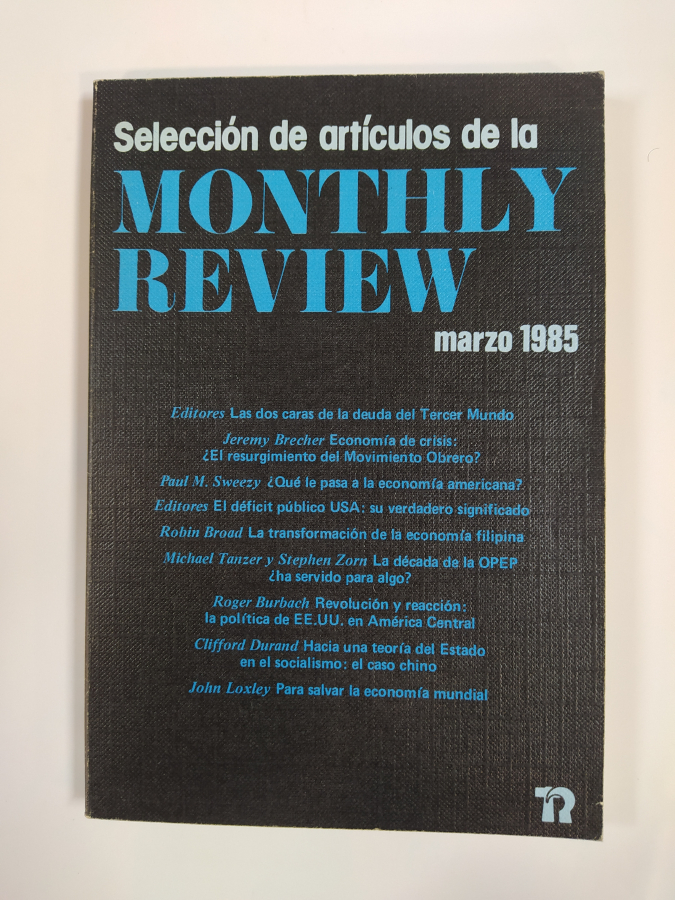 Selección de artículos de la
MONTHLY
REVIEW
marzo 1985
Editores Las dos caras de la deuda del Tercer Mundo
Jeremy Brecher Economía de crisis:
¿El resurgimiento del Movimiento Obrero?
Paul M. Sweezy ¿Qué le pasa a la economía americana?
Editores El déficit público USA: su verdadero significado
Robin Broad La transformación de la economía filipina
Michael Tanzer y Stephen Zorn La década de la OPEP
¿ha servido para algo?
Roger Burbach Revolución y reacción:
la política de EE.UU. en América Central
Clifford Durand Hacia una teoría del Estado
en el socialismo: el caso chino
John Loxley Para salvar la economía mundial